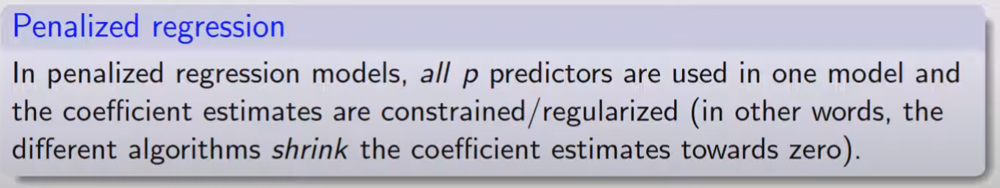 Penalized regression
In penalized regression models, all p predictors are used in one model and
the coefficient estimates are constrained/regularized (in other words, the
different algorithms shrink the coefficient estimates towards zero).